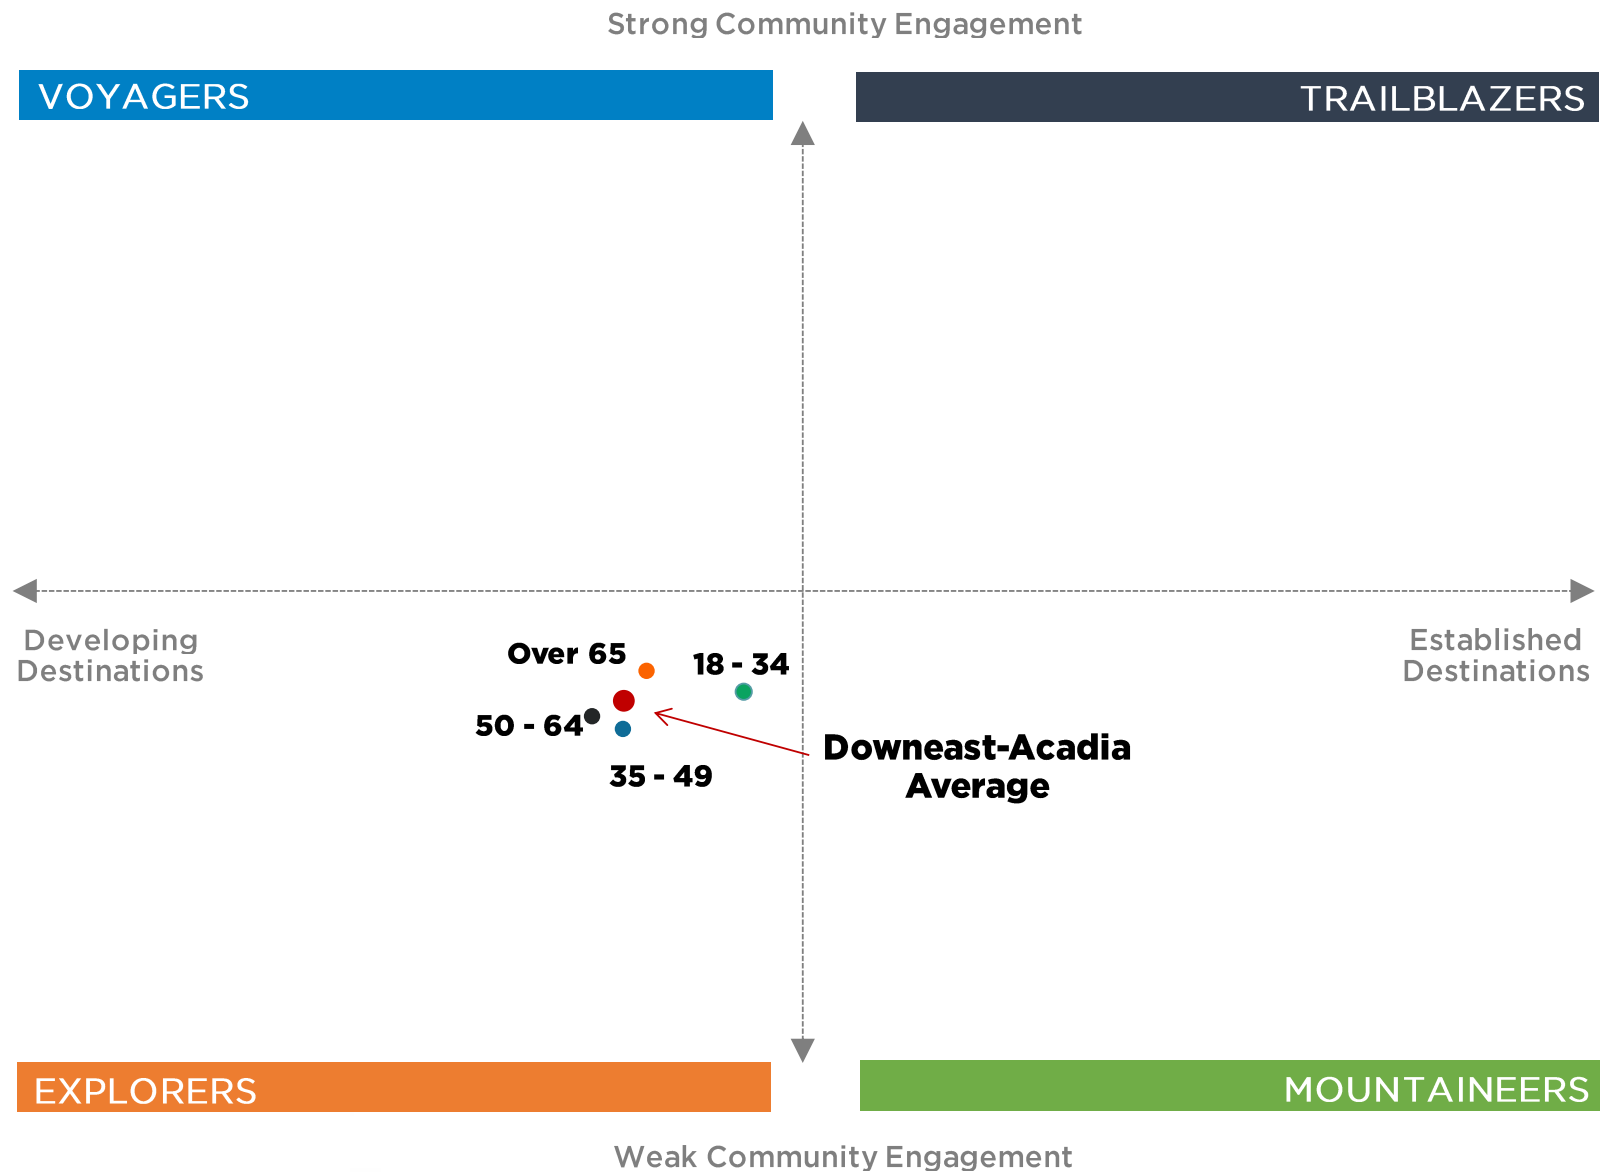 Strong Community Engagement
VOYAGERS
TRAILBLAZERS
Developing
Destinations
Established
Destinations
Over 65
18 - 34
50 - 64
35 - 49
Downeast-Acadia
Average
EXPLORERS
MOUNTAINEERS
Weak Community Engagement